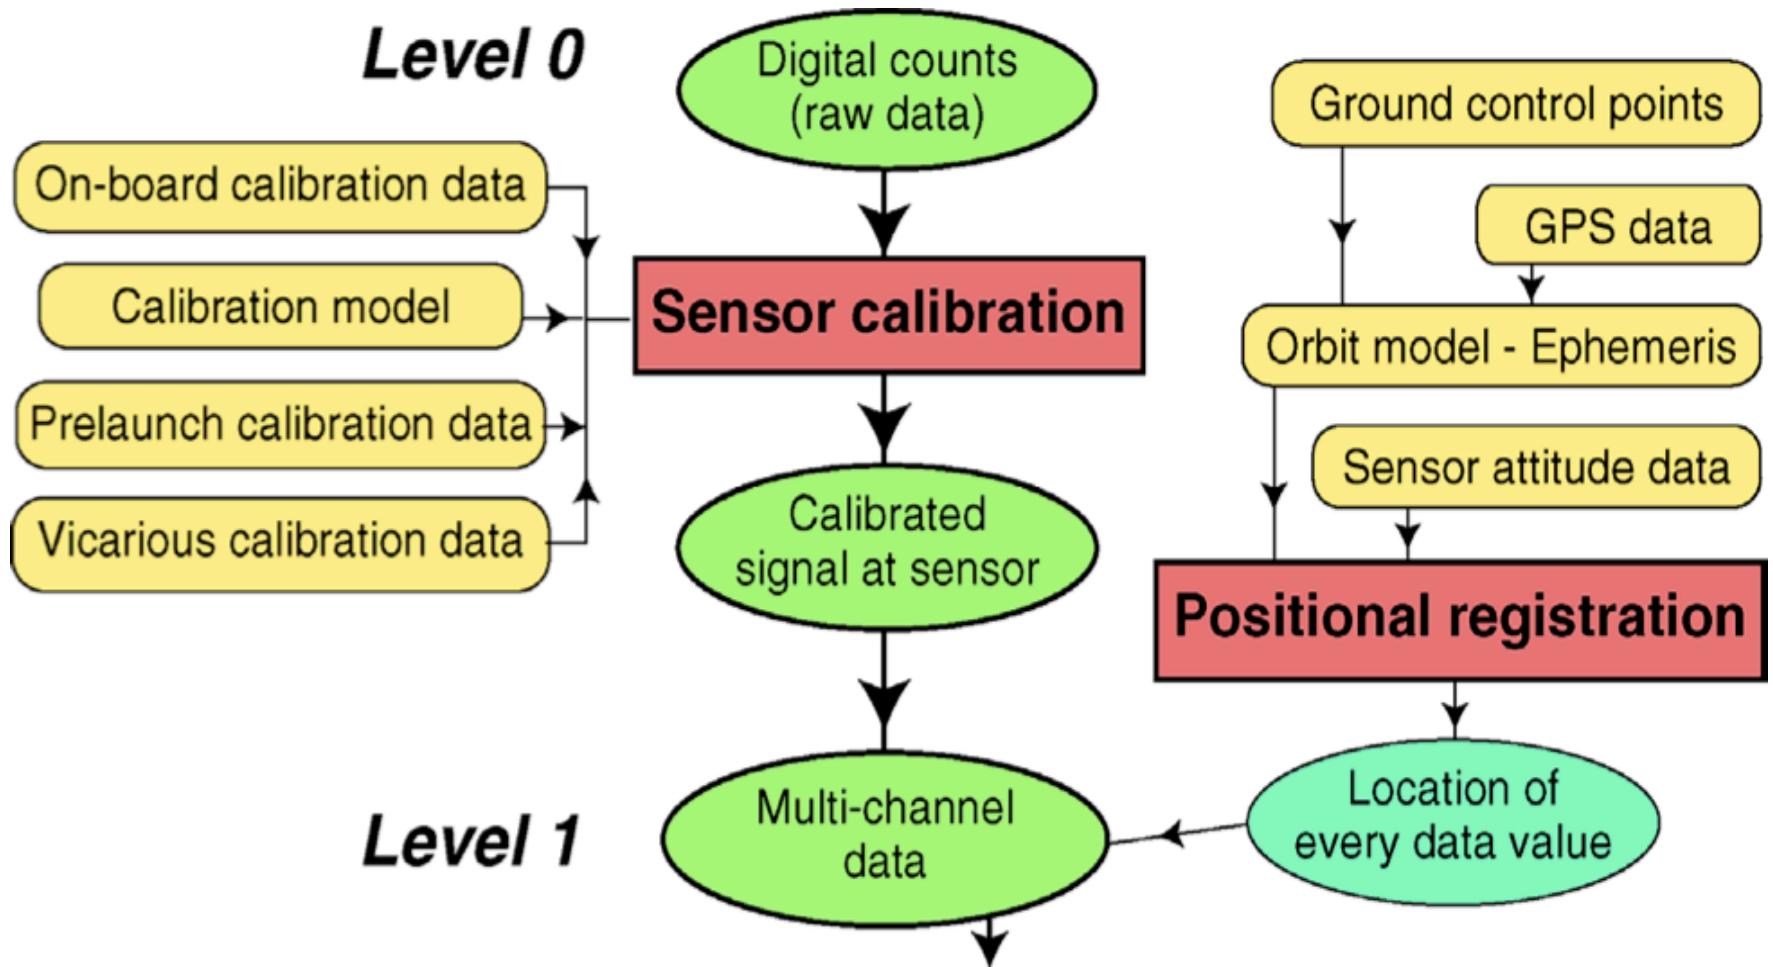 Level 0
Digital counts
(raw data)
Ground control points
On-board calibration data
GPS data
Calibration model
Sensor calibration
Orbit model - Ephemeris
Prelaunch calibration data
Sensor attitude data
Vicarious calibration data
Calibrated
signal at sensor
Positional registration
Level 1
Multi-channel
data
Location of
every data value